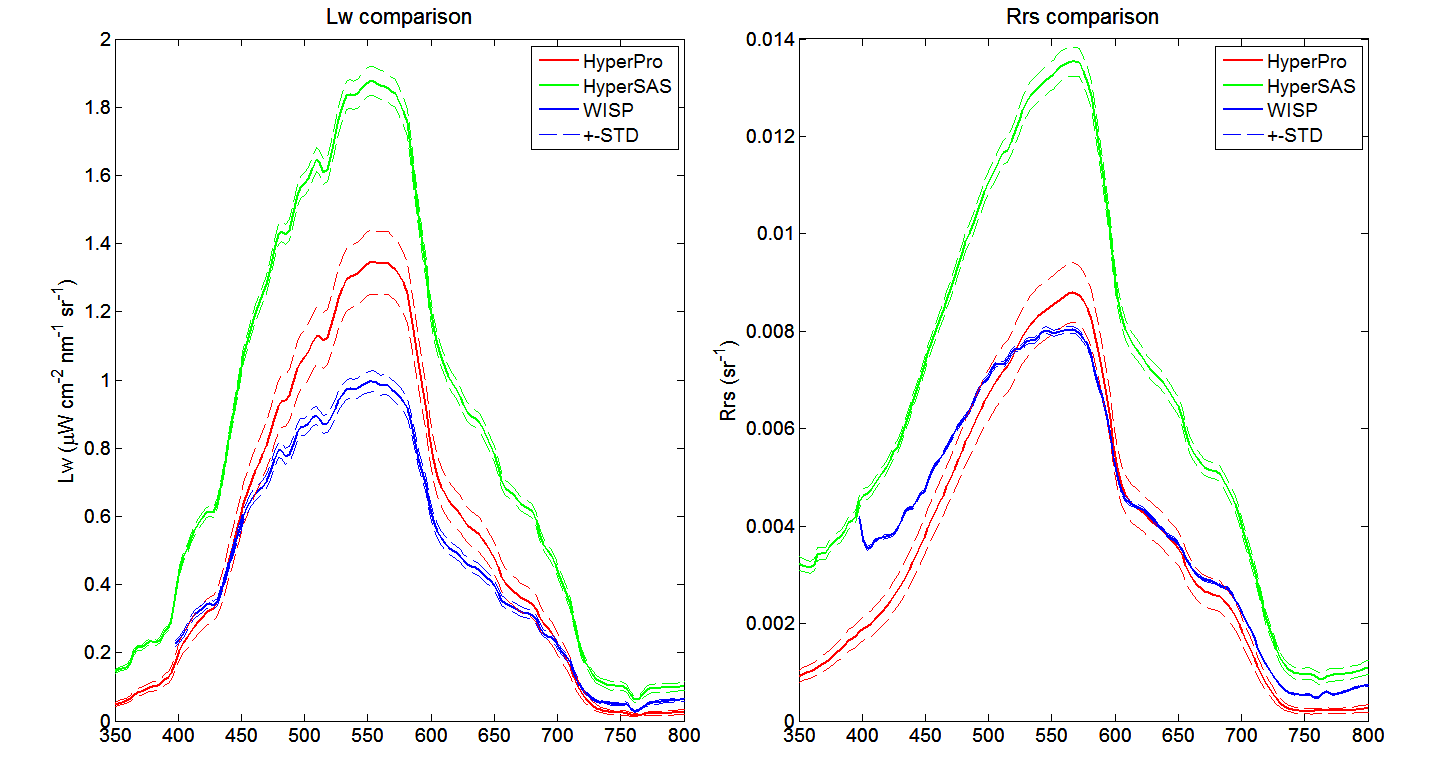 Lw comparison
2
1.8
1.6
1.4
1.2
1
0.8
0.6
0.4
0.2
0
Lw (μW cm-2 nm-1 sr-1)
350 400 450 500 550 600 650 700 750 800
HyperPro
HyperSAS
WISP
+-STD
Rrs comparison
0.014
0.012
0.01
0.008
0.006
0.004
0.002
0
Rrs (sr-1)
350 400 450 500 550 600 650 700 750 800
HyperPro
HyperSAS
WISP
+-STD